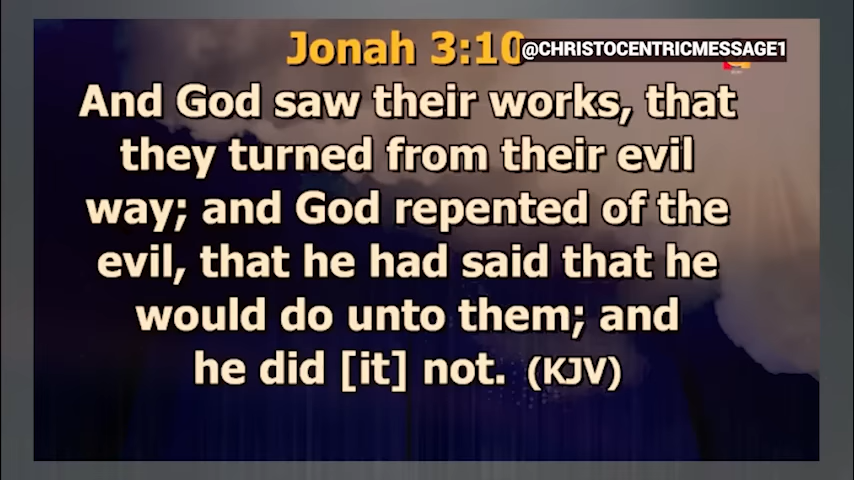 Jonah 3:10
@CHRISTOCENTRICMESSAGE1
And God saw their works, that
they turned from their evil
way; and God repented of the
evil, that he had said that he
would do unto them; and
he did [it] not. (KJV)